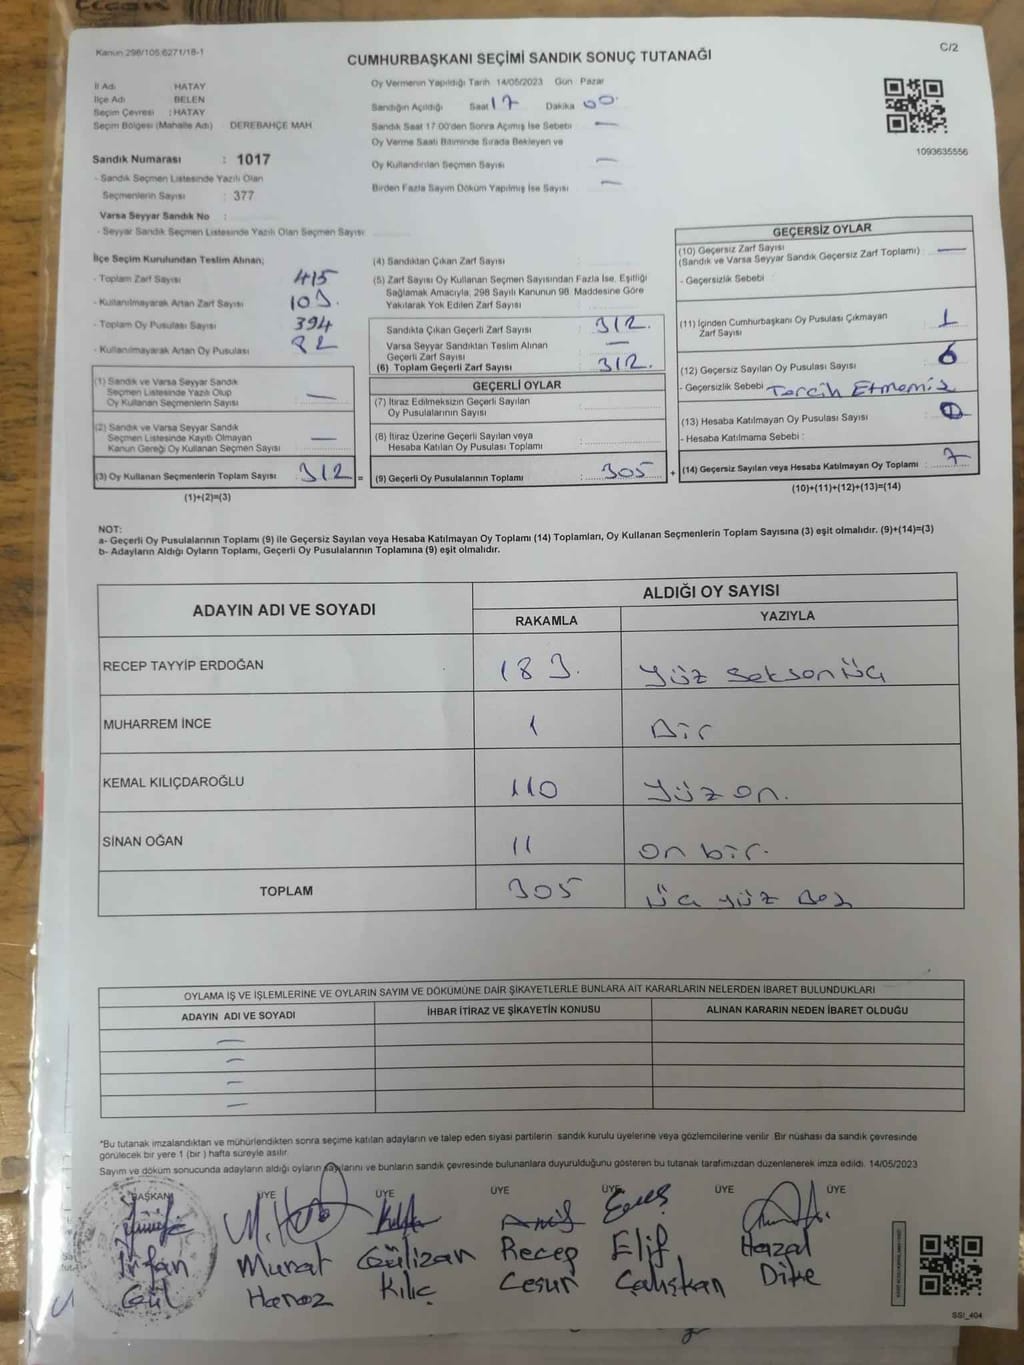 Kanun 298/105,6271/18-1
C/2
CUMHURBAŞKANI SEÇİMİ SANDIK SONUÇ TUTANAĞI
İl Adı HATAY
İlçe Adı BELEN
Seçim Çevresi : HATAY
Seçim Bölgesi (Mahalle Adı) DEREBAHÇE MAH
Sandık Numarası : 1017
- Sandık Seçmen Listesinde Yazılı Olan
Seçmenlerin Sayısı : 377
Varsa Seyyar Sandık No :
- Seyyar Sandık Seçmen Listesinde Yazılı Olan Seçmen Sayısı
Oy Vermenin Yapıldığı Tarih 14/05/2023 Gün Pazar
Sandığın Açıldığı Saat 17 Dakika 00
Sandık Saat 17:00'den Sonra Açımış İse Sebebi —
Oy Verme Saati Bitiminde Sırada Bekleyen ve
Oy Kullandırılan Seçmen Sayısı —
Birden Fazla Sayım Döküm Yapılmış İse Sayısı —
1093635556
İlçe Seçim Kurulundan Teslim Alınan;
- Toplam Zarf Sayısı 415
- Kullanılmayarak Artan Zarf Sayısı 103.
- Toplam Oy Pusulası Sayısı 394
- Kullanılmayarak Artan Oy Pusulası 82
(1) Sandık ve Varsa Seyyar Sandık
Seçmen Listesinde Yazılı Olup
Oy Kullanan Seçmenlerin Sayısı —
(2) Sandık ve Varsa Seyyar Sandık
Seçmen Listesinde Kayıtlı Olmayan
Kanun Gereği Oy Kullanan Seçmen Sayısı —
(3) Oy Kullanan Seçmenlerin Toplam Sayısı 312 =
(1)+(2)=(3)
(4) Sandıktan Çıkan Zarf Sayısı :
(5) Zarf Sayısı Oy Kullanan Seçmen Sayısından Fazla İse, Eşitliği
Sağlamak Amacıyla, 298 Sayılı Kanunun 98. Maddesine Göre
Yakılarak Yok Edilen Zarf Sayısı :
Sandıkta Çıkan Geçerli Zarf Sayısı : 312.
Varsa Seyyar Sandıktan Teslim Alınan
Geçerli Zarf Sayısı : —
(6) Toplam Geçerli Zarf Sayısı : 312.
GEÇERLİ OYLAR
(7) İtiraz Edilmeksizin Geçerli Sayılan
Oy Pusulalarının Sayısı :
(8) İtiraz Üzerine Geçerli Sayılan veya
Hesaba Katılan Oy Pusulası Toplamı :
(9) Geçerli Oy Pusulalarının Toplamı : 305 +
GEÇERSİZ OYLAR
(10) Geçersiz Zarf Sayısı
(Sandık ve Varsa Seyyar Sandık Geçersiz Zarf Toplamı) : —
- Geçersizlik Sebebi :
(11) İçinden Cumhurbaşkanı Oy Pusulası Çıkmayan
Zarf Sayısı : 1
(12) Geçersiz Sayılan Oy Pusulası Sayısı : 6
- Geçersizlik Sebebi : Tercih Etmemiş
(13) Hesaba Katılmayan Oy Pusulası Sayısı :
- Hesaba Katılmama Sebebi :
(14) Geçersiz Sayılan veya Hesaba Katılmayan Oy Toplamı : 7
(10)+(11)+(12)+(13)=(14)
NOT:
a- Geçerli Oy Pusulalarının Toplamı (9) ile Geçersiz Sayılan veya Hesaba Katılmayan Oy Toplamı (14) Toplamları, Oy Kullanan Seçmenlerin Toplam Sayısına (3) eşit olmalıdır. (9)+(14)=(3)
b- Adayların Aldığı Oyların Toplamı, Geçerli Oy Pusulalarının Toplamına (9) eşit olmalıdır.
ADAYIN ADI VE SOYADI
ALDIĞI OY SAYISI
RAKAMLA YAZIYLA
RECEP TAYYİP ERDOĞAN 183. Yüz Seksen üç
MUHARREM İNCE 1 Bir
KEMAL KILIÇDAROĞLU 110 Yüz on.
SİNAN OĞAN 11 on bir.
TOPLAM 305 üç yüz Beş
OYLAMA İŞ VE İŞLEMLERİNE VE OYLARIN SAYIM VE DÖKÜMÜNE DAİR ŞİKAYETLERLE BUNLARA AİT KARARLARIN NELERDEN İBARET BULUNDUKLARI
ADAYIN ADI VE SOYADI İHBAR İTİRAZ VE ŞİKAYETİN KONUSU ALINAN KARARIN NEDEN İBARET OLDUĞU
—
—
—
—
*Bu tutanak imzalandıktan ve mühürlendikten sonra seçime katılan adayların ve talep eden siyasi partilerin sandık kurulu üyelerine veya gözlemcilerine verilir. Bir nüshası da sandık çevresinde
görülecek bir yere 1 (bir) hafta süreyle asılır.
Sayım ve döküm sonucunda adayların aldığı oyların sayılarını ve bunların sandık çevresinde bulunanlara duyurulduğunu gösteren bu tutanak tarafımızdan düzenlenerek imza edildi. 14/05/2023
BAŞKAN ÜYE ÜYE ÜYE ÜYE ÜYE ÜYE
İrfan Murat Gülizan Recep Elif Hazal
Gül Haroz Kılıç Cesur Çalışkan Dike
SSI_404